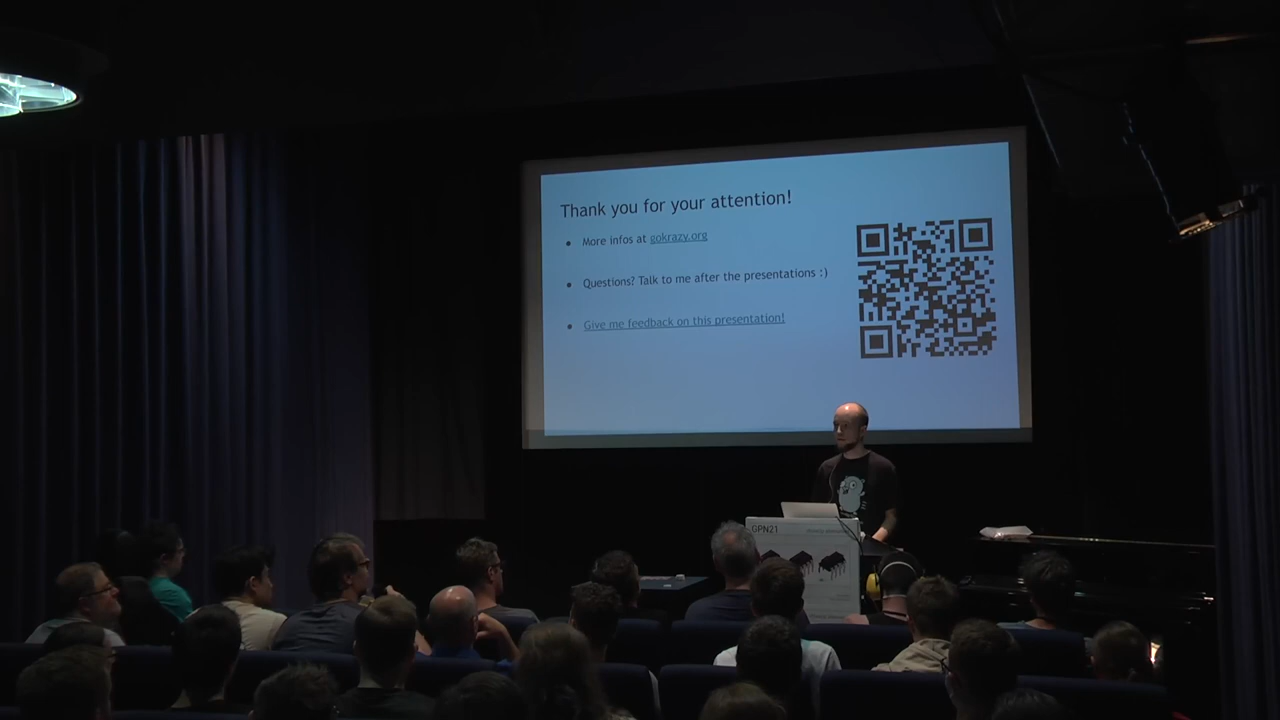 Thank you for your attention!
More infos at gokrazy.org
Questions? Talk to me after the presentations :)
Give me feedback on this presentation!
GPN21